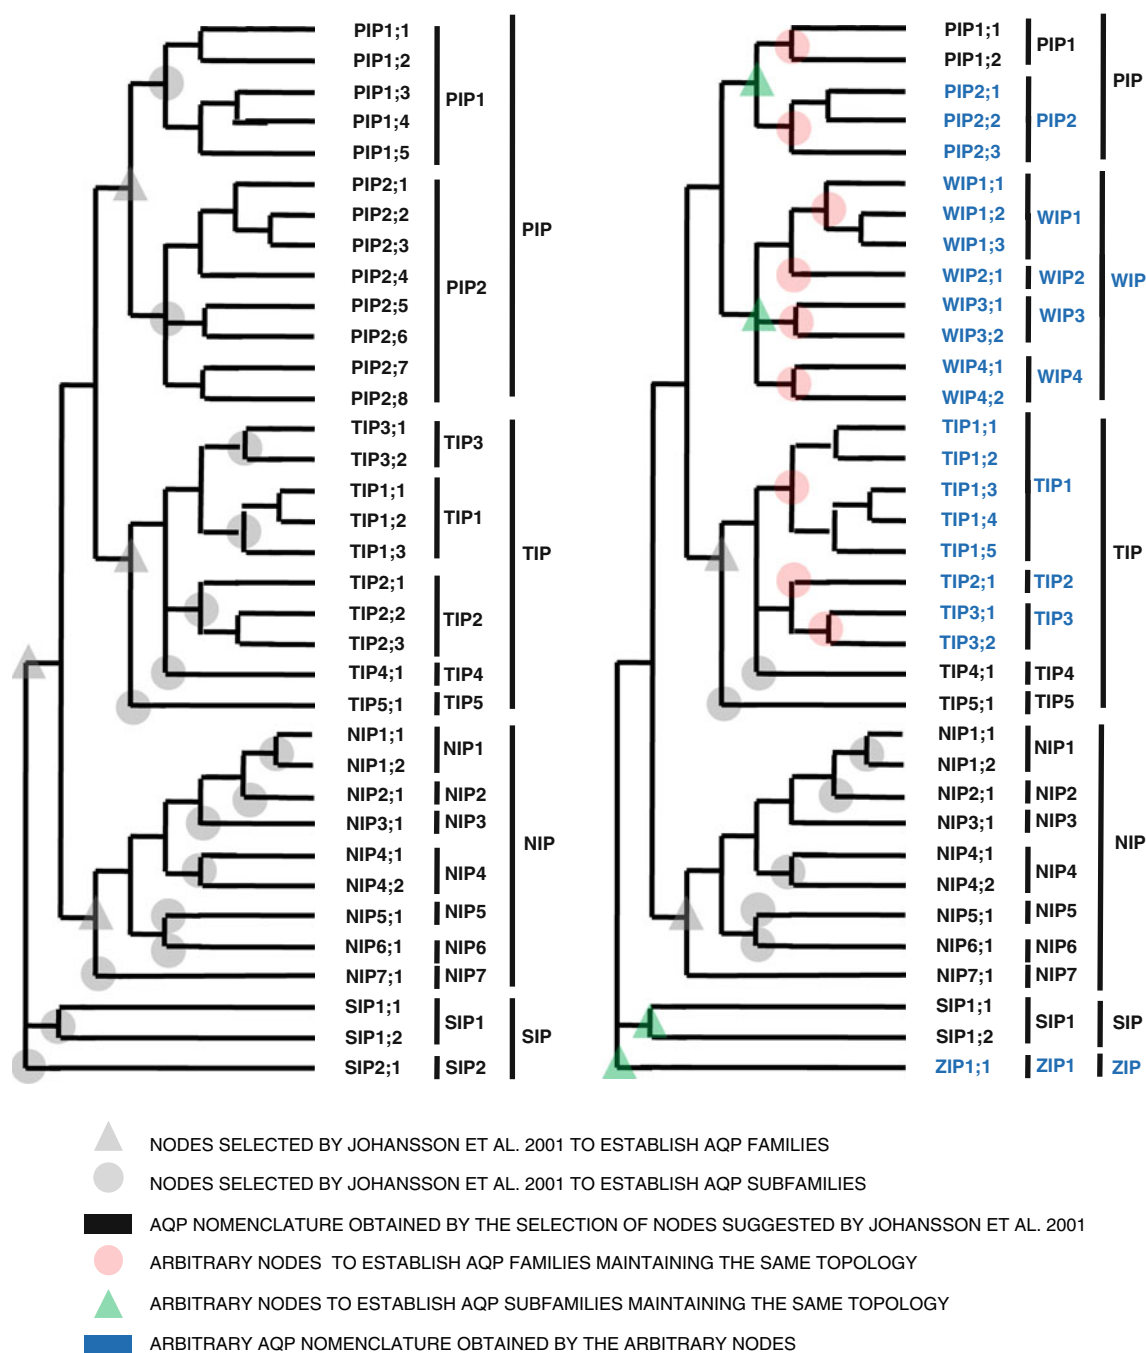 PIP1;1
PIP1;2
PIP1;3
PIP1;4
PIP1;5
PIP2;1
PIP2;2
PIP2;3
PIP2;4
PIP2;5
PIP2;6
PIP2;7
PIP2;8
TIP3;1
TIP3;2
TIP1;1
TIP1;2
TIP1;3
TIP2;1
TIP2;2
TIP2;3
TIP4;1
TIP5;1
NIP1;1
NIP1;2
NIP2;1
NIP3;1
NIP4;1
NIP4;2
NIP5;1
NIP6;1
NIP7;1
SIP1;1
SIP1;2
SIP2;1
PIP1
PIP2
TIP3
TIP1
TIP2
TIP4
TIP5
NIP1
NIP2
NIP3
NIP4
NIP5
NIP6
NIP7
SIP1
SIP2
PIP
TIP
NIP
SIP
PIP1;1
PIP1;2
PIP2;1
PIP2;2
PIP2;3
WIP1;1
WIP1;2
WIP1;3
WIP2;1
WIP3;1
WIP3;2
WIP4;1
WIP4;2
TIP1;1
TIP1;2
TIP1;3
TIP1;4
TIP1;5
TIP2;1
TIP3;1
TIP3;2
TIP4;1
TIP5;1
NIP1;1
NIP1;2
NIP2;1
NIP3;1
NIP4;1
NIP4;2
NIP5;1
NIP6;1
NIP7;1
SIP1;1
SIP1;2
ZIP1;1
PIP1
PIP2
WIP1
WIP2
WIP3
WIP4
TIP1
TIP2
TIP3
TIP4
TIP5
NIP1
NIP2
NIP3
NIP4
NIP5
NIP6
NIP7
SIP1
ZIP1
PIP
WIP
TIP
NIP
SIP
ZIP
NODES SELECTED BY JOHANSSON ET AL. 2001 TO ESTABLISH AQP FAMILIES
NODES SELECTED BY JOHANSSON ET AL. 2001 TO ESTABLISH AQP SUBFAMILIES
AQP NOMENCLATURE OBTAINED BY THE SELECTION OF NODES SUGGESTED BY JOHANSSON ET AL. 2001
ARBITRARY NODES TO ESTABLISH AQP FAMILIES MAINTAINING THE SAME TOPOLOGY
ARBITRARY NODES TO ESTABLISH AQP SUBFAMILIES MAINTAINING THE SAME TOPOLOGY
ARBITRARY AQP NOMENCLATURE OBTAINED BY THE ARBITRARY NODES